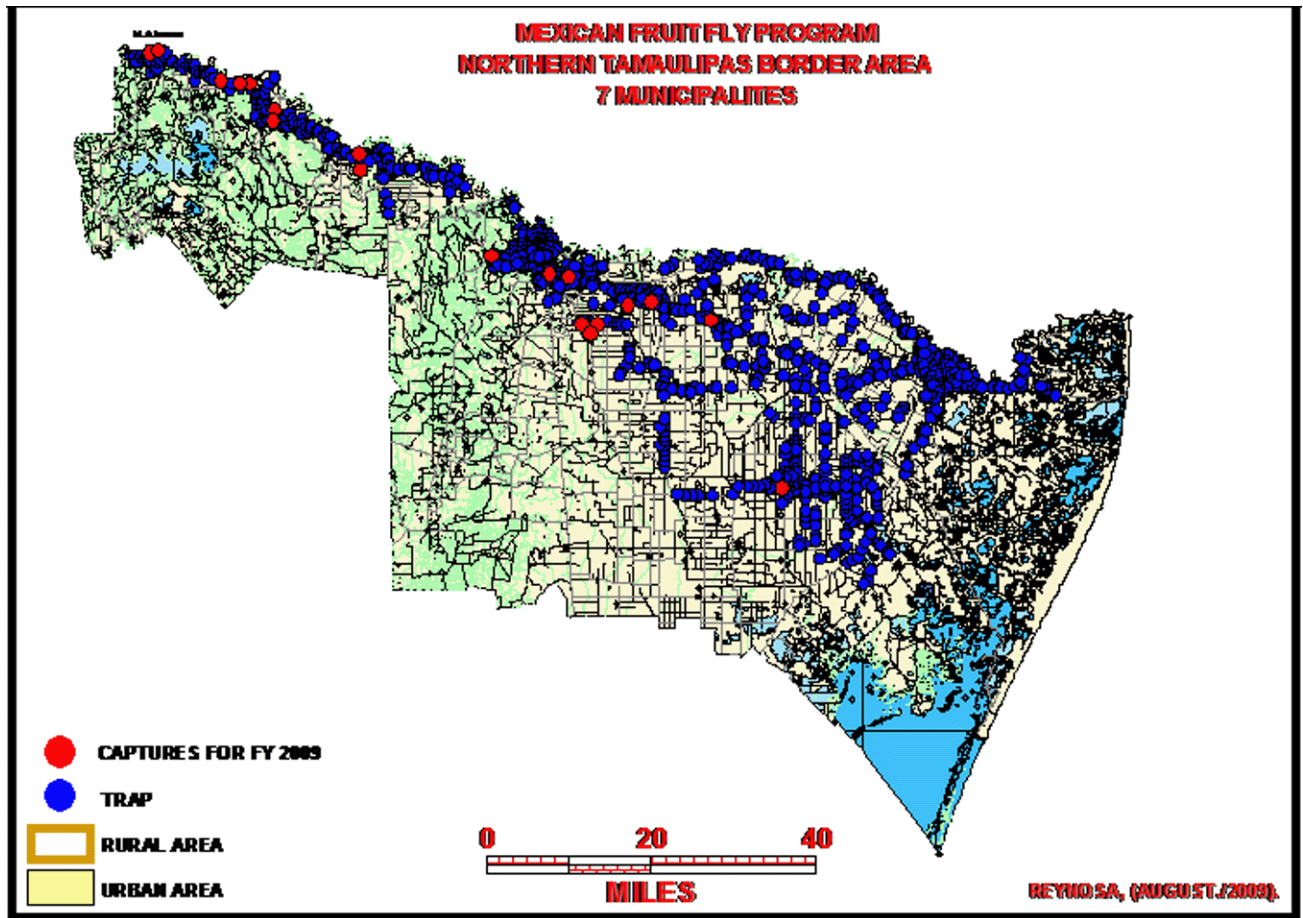 MEXICAN FRUIT FLY PROGRAM
NORTHERN TAMAULIPAS BORDER AREA
7 MUNICIPALITES
CAPTURES FOR FY 2009
TRAP
RURAL AREA
URBAN AREA
0 20 40
MILES
REYNOSA, (AUGUST./2009).